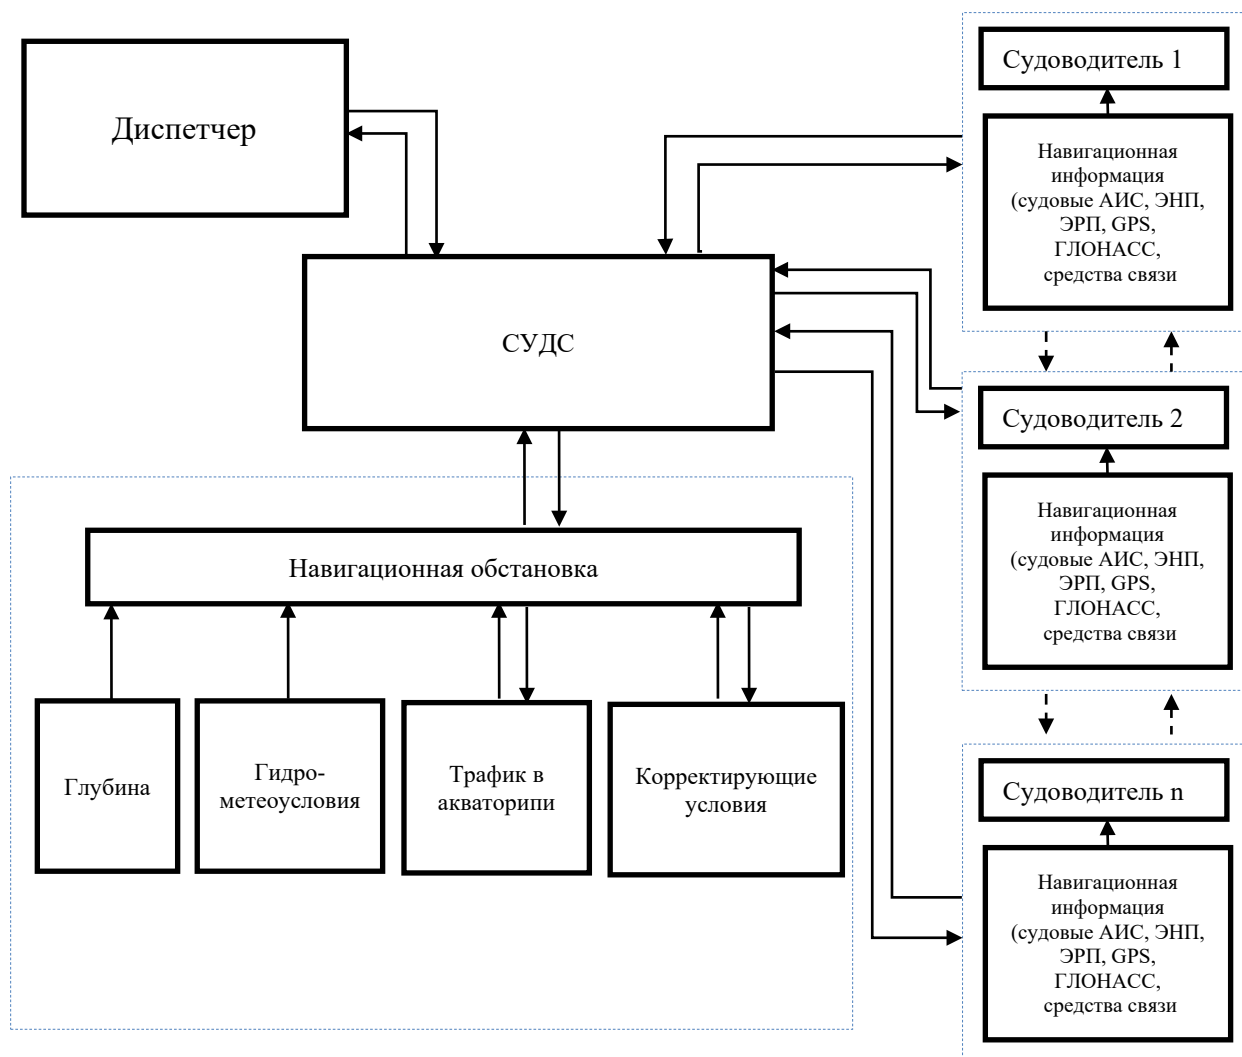 Диспетчер
СУДС
Навигационная обстановка
Глубина
Гидро-
метеоусловия
Трафик в
акваторипи
Корректирующие
условия
Судоводитель 1
Навигационная
информация
(судовые АИС, ЭНП,
ЭРП, GPS,
ГЛОНАСС,
средства связи
Судоводитель 2
Навигационная
информация
(судовые АИС, ЭНП,
ЭРП, GPS,
ГЛОНАСС,
средства связи
Судоводитель n
Навигационная
информация
(судовые АИС, ЭНП,
ЭРП, GPS,
ГЛОНАСС,
средства связи